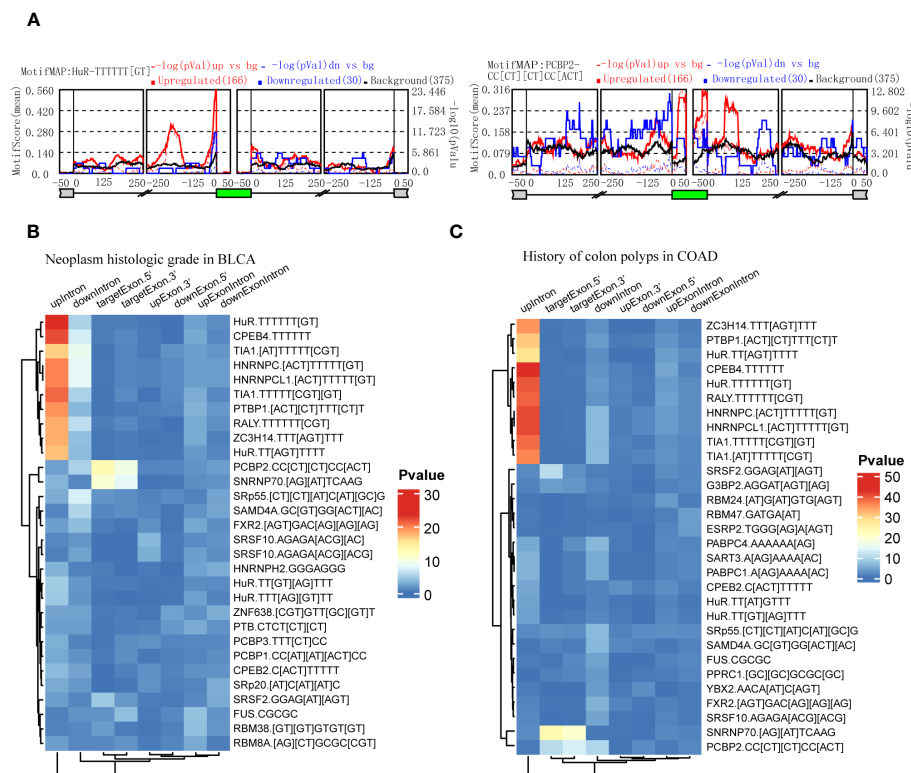 A
MotifMAP:HuR-TTTTTT[GT]
-log(pVal)up vs bg
-log(pVal)dn vs bg
Upregulated(166)
Downregulated(30)
Background(375)
MotifScore(mean)
0.560
0.420
0.280
0.140
0.0
23.446
17.584
11.723
5.861
0.0
-log10(pValu
-50 0 125 -250 -125 50-50 0 125 -250 -125 0 50
MotifMAP:PCBP2-
CC[CT][CT]CC[ACT]
-log(pVal)up vs bg
-log(pVal)dn vs bg
Upregulated(166)
Downregulated(30)
Background(375)
MotifScore(mean)
0.316
0.237
0.158
0.079
0.0
12.802
9.602
6.401
3.201
0.0
-log10(pValu
-50 0 125 -250 -125 0 -500 125 250 -250 -125 0 50
B
Neoplasm histologic grade in BLCA
upIntron
downIntron
targetExon.5'
targetExon.3'
upExon.3'
downExon.5'
upExonIntron
downExonIntron
HuR.TTTTTT[GT]
CPEB4.TTTTTT
TIA1.[AT]TTTTT[CGT]
HNRNPC.[ACT]TTTTT[GT]
HNRNPCL1.[ACT]TTTTT[GT]
TIA1.TTTTT[CGT][GT]
PTBP1.[ACT][CT]TTT[CT]T
RALY.TTTTTT[CGT]
ZC3H14.TTT[AGT]TTT
HuR.TT[AGT]TTTT
PCBP2.CC[CT][CT]CC[ACT]
SNRNP70.[AG][AT]TCAAG
SRp55.[CT][CT][AT]C[AT][GC]G
SAMD4A.GC[GT]GG[ACT][AC]
FXR2.[AGT]GAC[AG][AG][AG]
SRSF10.AGAGA[ACG][AC]
SRSF10.AGAGA[ACG][ACG]
HNRNPH2.GGGAGGG
HuR.TT[GT][AG]TTT
HuR.TTT[AG][GT]TT
ZNF638.[CGT]GTT[GC][GT]T
PTB.CTCT[CT][CT]
PCBP3.TTT[CT]CC
PCBP1.CC[AT][AT][ACT]CC
CPEB2.C[ACT]TTTTT
SRp20.[AT]C[AT][AT]C
SRSF2.GGAG[AT][AGT]
FUS.CGCGC
RBM38.[GT][GT]GTGT[GT]
RBM8A.[AG][CT]GCGC[CGT]
Pvalue
30
20
10
0
C
History of colon polyps in COAD
upIntron
targetExon.5'
targetExon.3'
downIntron
upExon.3'
downExon.5'
upExonIntron
downExonIntron
ZC3H14.TTT[AGT]TTT
PTBP1.[ACT][CT]TTT[CT]T
HuR.TT[AGT]TTTT
CPEB4.TTTTTT
HuR.TTTTTT[GT]
RALY.TTTTTT[CGT]
HNRNPC.[ACT]TTTTT[GT]
HNRNPCL1.[ACT]TTTTT[GT]
TIA1.TTTTT[CGT][GT]
TIA1.[AT]TTTTT[CGT]
SRSF2.GGAG[AT][AGT]
G3BP2.AGGAT[AGT][AG]
RBM24.[AT]G[AT]GTG[AGT]
RBM47.GATGA[AT]
ESRP2.TGGG[AG]A[AGT]
PABPC4.AAAAAA[AG]
SART3.A[AG]AAAA[AC]
PABPC1.A[AG]AAAA[AC]
CPEB2.C[ACT]TTTTT
HuR.TT[AT]GTTT
HuR.TT[GT][AG]TTT
SRp55.[CT][CT][AT]C[AT][GC]G
SAMD4A.GC[GT]GG[ACT][AC]
FUS.CGCGC
PPRC1.[GC][GC]GCGC[GC]
YBX2.AACA[AT]C[AGT]
FXR2.[AGT]GAC[AG][AG][AG]
SRSF10.AGAGA[ACG][ACG]
SNRNP70.[AG][AT]TCAAG
PCBP2.CC[CT][CT]CC[ACT]
Pvalue
50
40
30
20
10
0